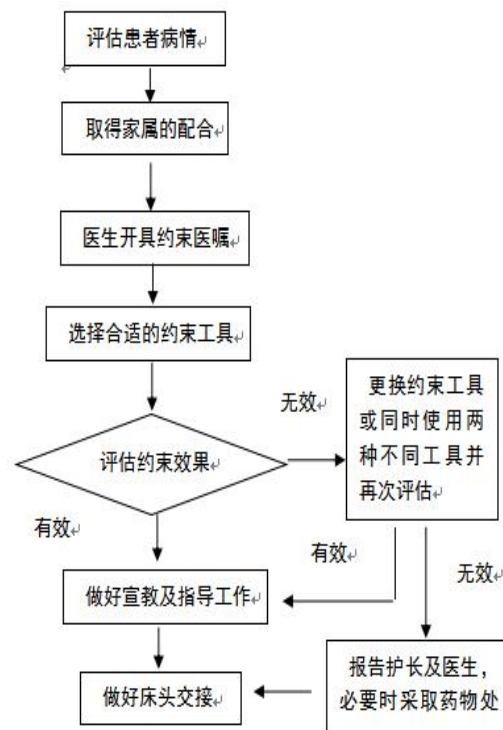 评估患者病情
取得家属的配合
医生开具约束医嘱
选择合适的约束工具
无效
更换约束工具
或同时使用两
种不同工具并
再次评估
评估约束效果
有效
有效
无效
做好宣教及指导工作
报告护长及医生，
必要时采取药物处
做好床头交接